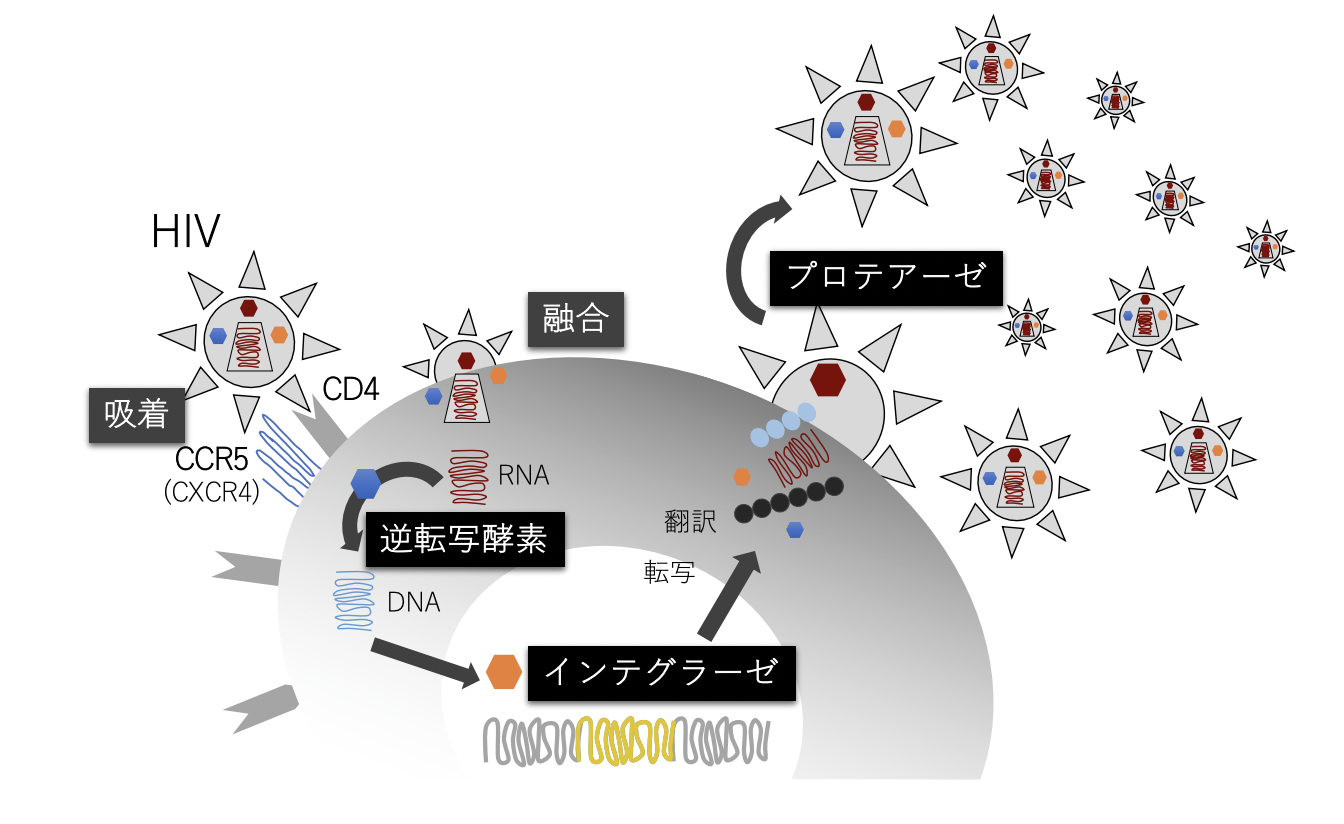 HIV
吸着
CD4
CCR5
(CXCR4)
融合
RNA
逆転写酵素
DNA
インテグラーゼ
転写
翻訳
プロテアーゼ